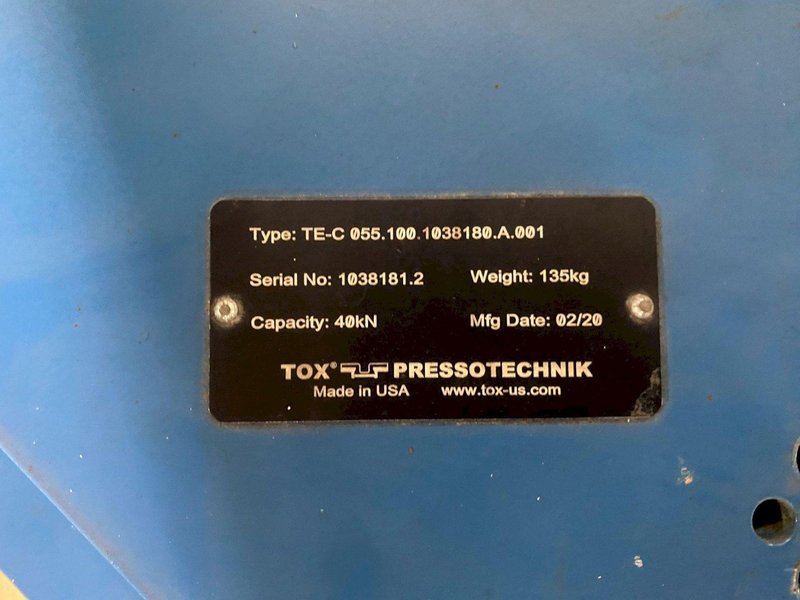 Type: TE-C 055.100.1038180.A.001
Serial No: 1038181.2 Weight: 135kg
Capacity: 40kN Mfg Date: 02/20
TOX® PRESSOTECHNIK
Made in USA www.tox-us.com